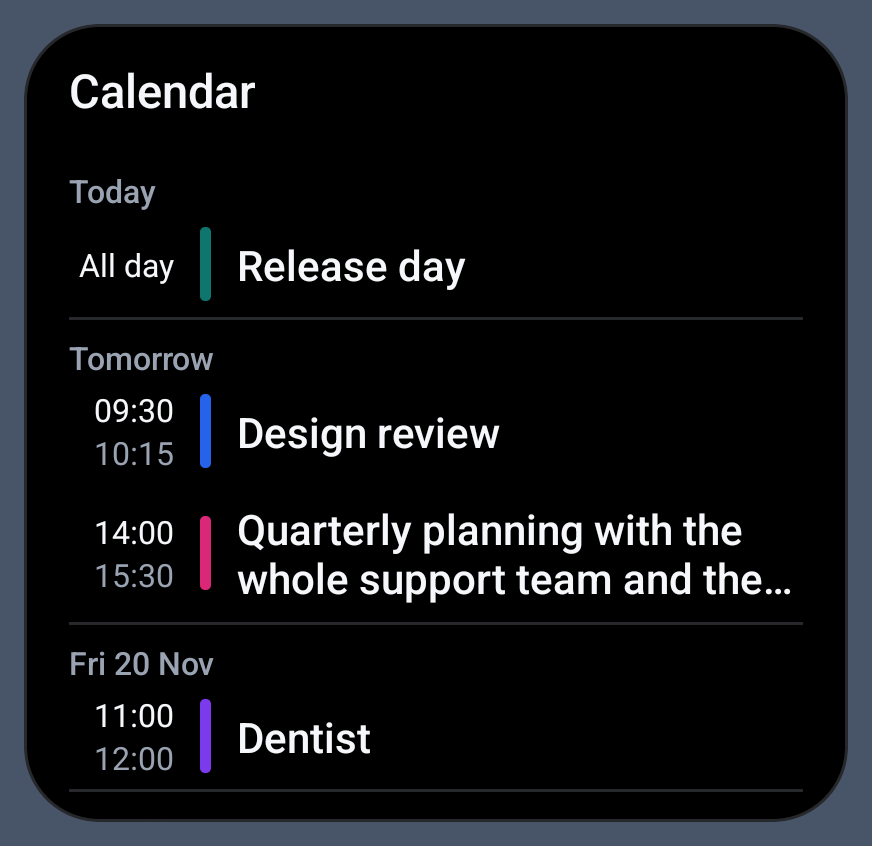 Calendar
Today
All day
Release day
Tomorrow
09:30
10:15
Design review
14:00
15:30
Quarterly planning with the
whole support team and the…
Fri 20 Nov
11:00
12:00
Dentist